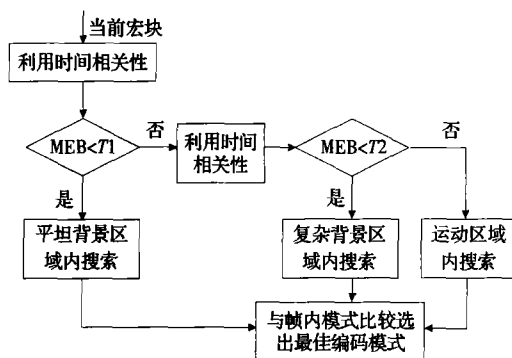 当前宏块
利用时间相关性
MEB<T1
否
利用时间
相关性
MEB<T2
否
是
是
平坦背景区
域内搜索
复杂背景区
域内搜索
运动区域
内搜索
与帧内模式比较选
出最佳编码模式